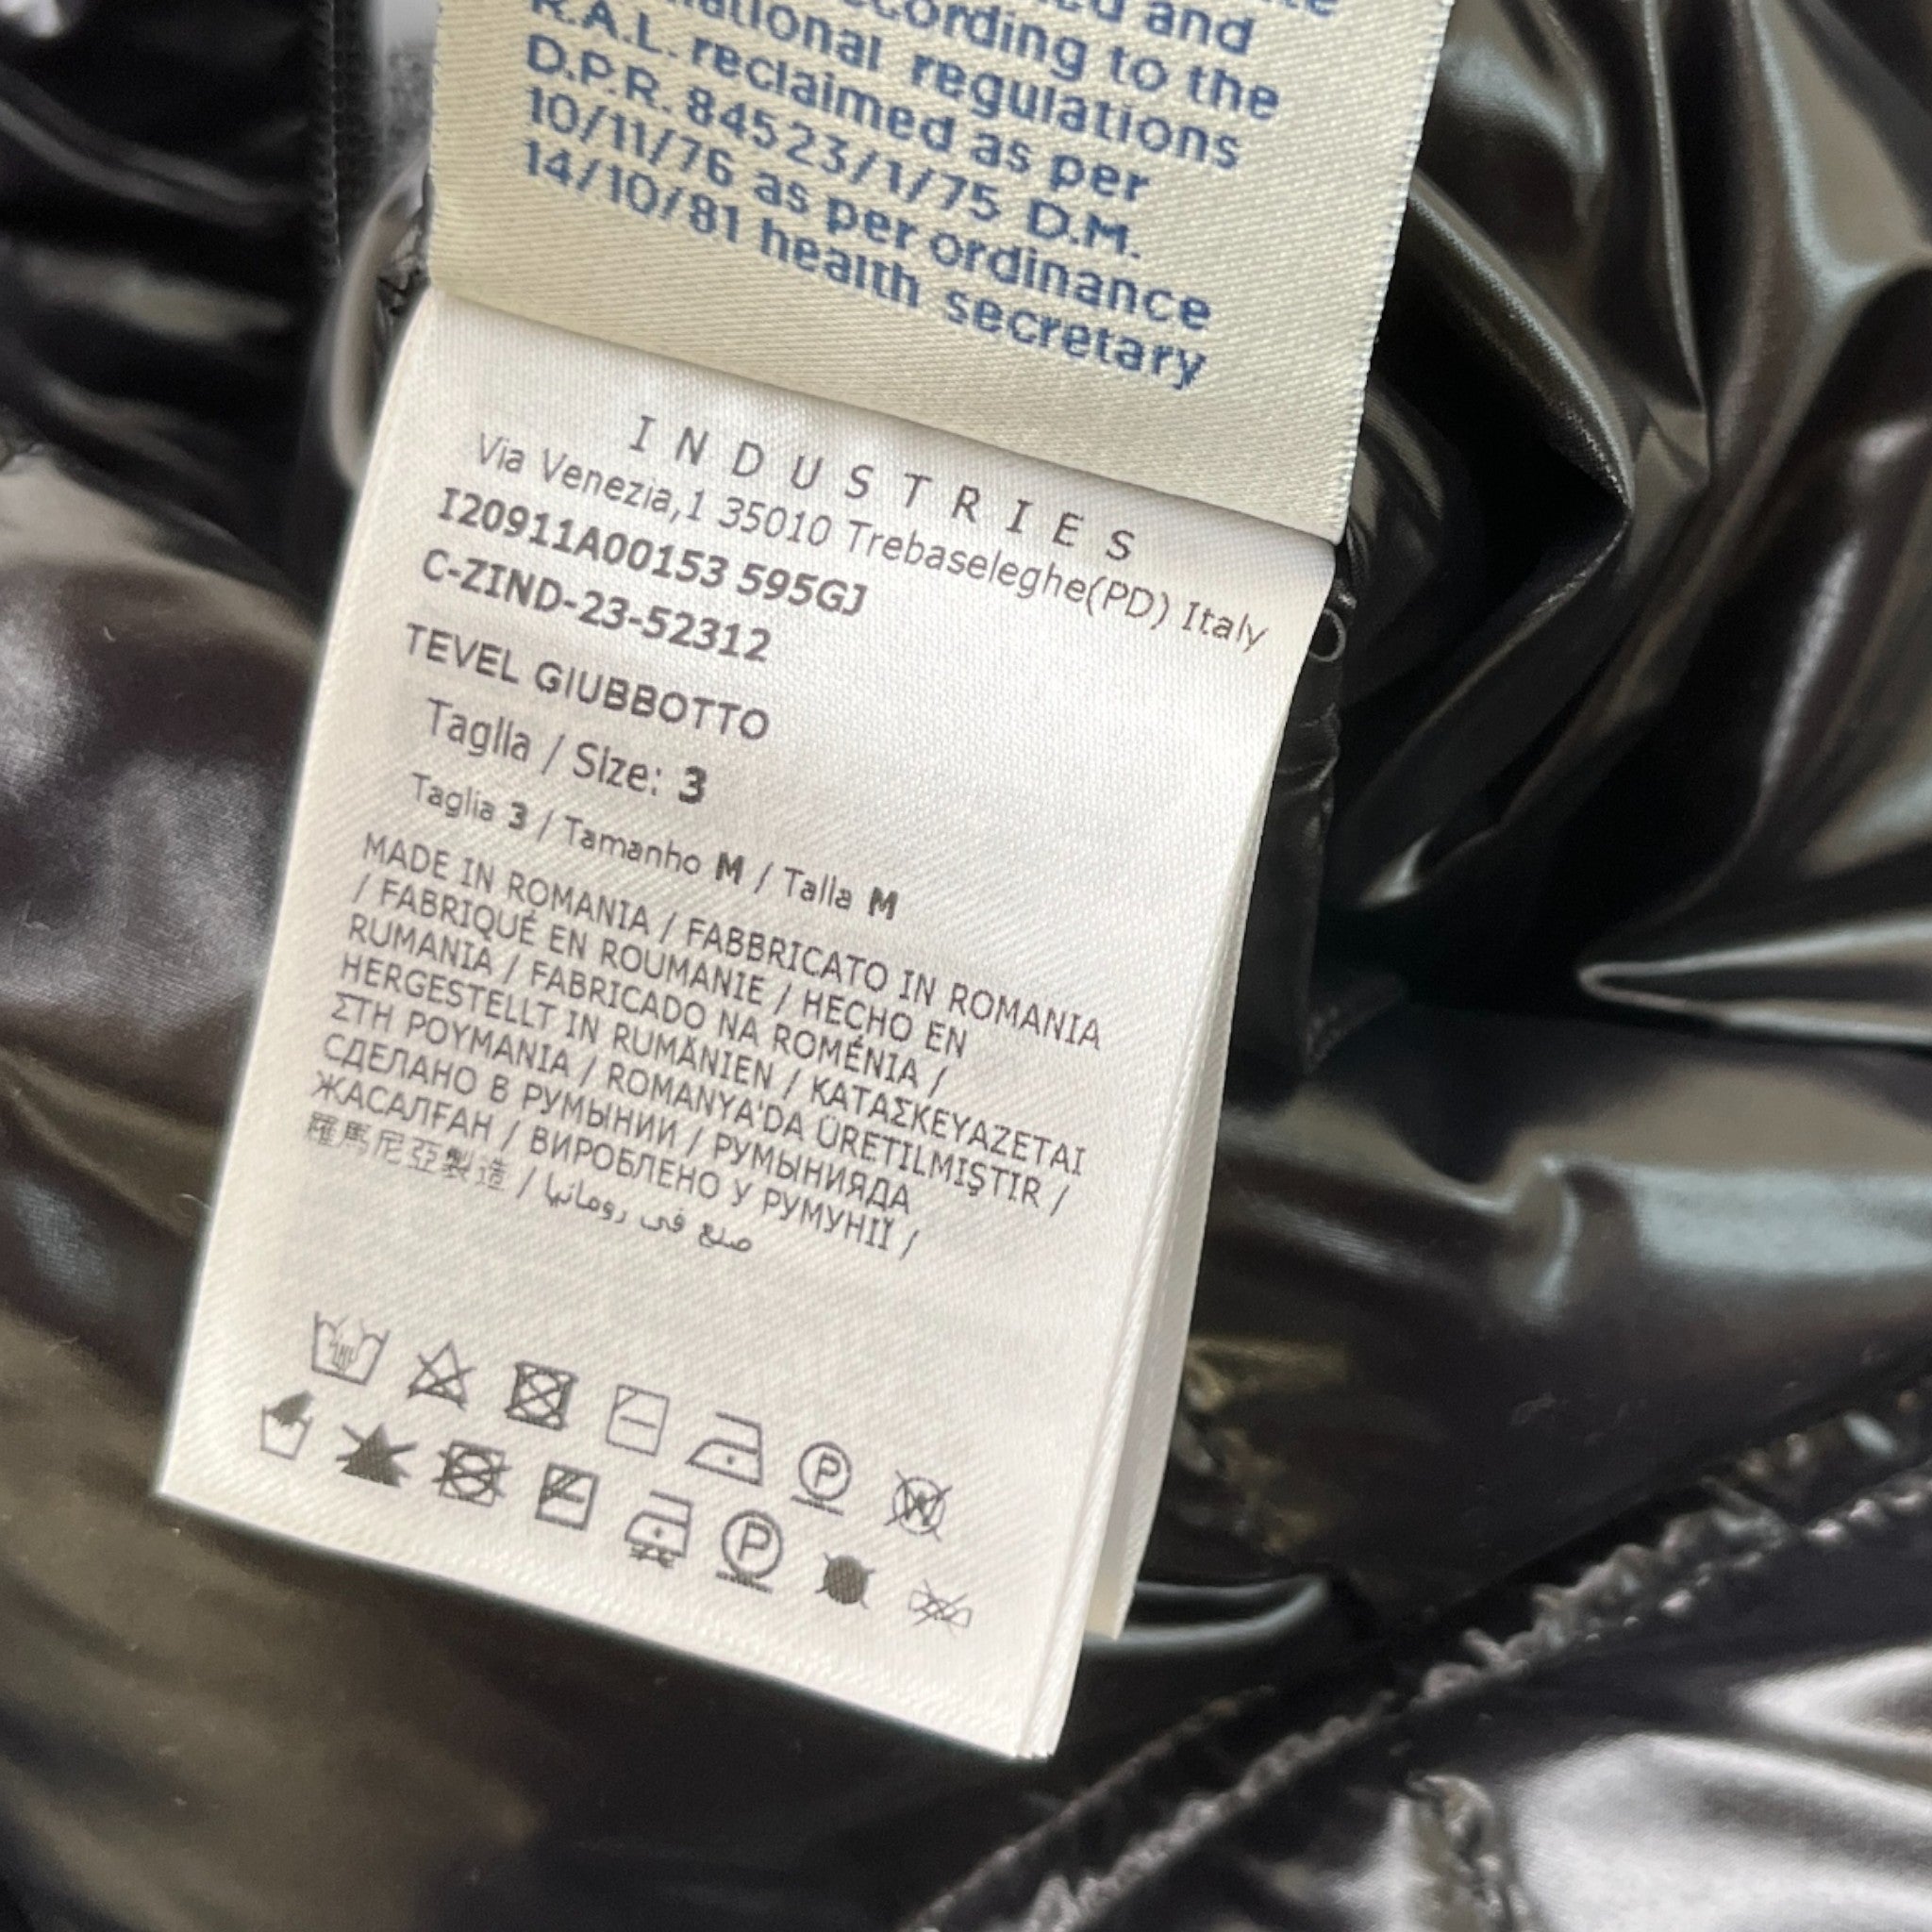 and
cording to the
national regulations
R.A.L. reclaimed as per
D.P.R. 84523/1/75 D.M.
10/11/76 as per ordinance
14/10/81 health secretary
INDUSTRIES
Via Venezia,1 35010 Trebaseleghe(PD) Italy
I20911A00153 595GJ
C-ZIND-23-52312
TEVEL GIUBBOTTO
Taglia / Size: 3
Taglia 3 / Tamanho M / Talla M
MADE IN ROMANIA / FABBRICATO IN ROMANIA
/ FABRIQUÉ EN ROUMANIE / HECHO EN
RUMANIA / FABRICADO NA ROMÉNIA /
HERGESTELLT IN RUMÄNIEN / ΚΑΤΑΣΚΕΥΑΖΕΤΑΙ
ΣΤΗ ΡΟΥΜΑΝΙΑ / ROMANYA'DA ÜRETILMIŞTIR /
СДЕЛАНО В РУМЫНИИ / РУМЫНИЯДА
ЖАСАЛҒАН / ВИРОБЛЕНО У РУМУНІЇ /
羅馬尼亞製造 / صنع في رومانيا
P W
P